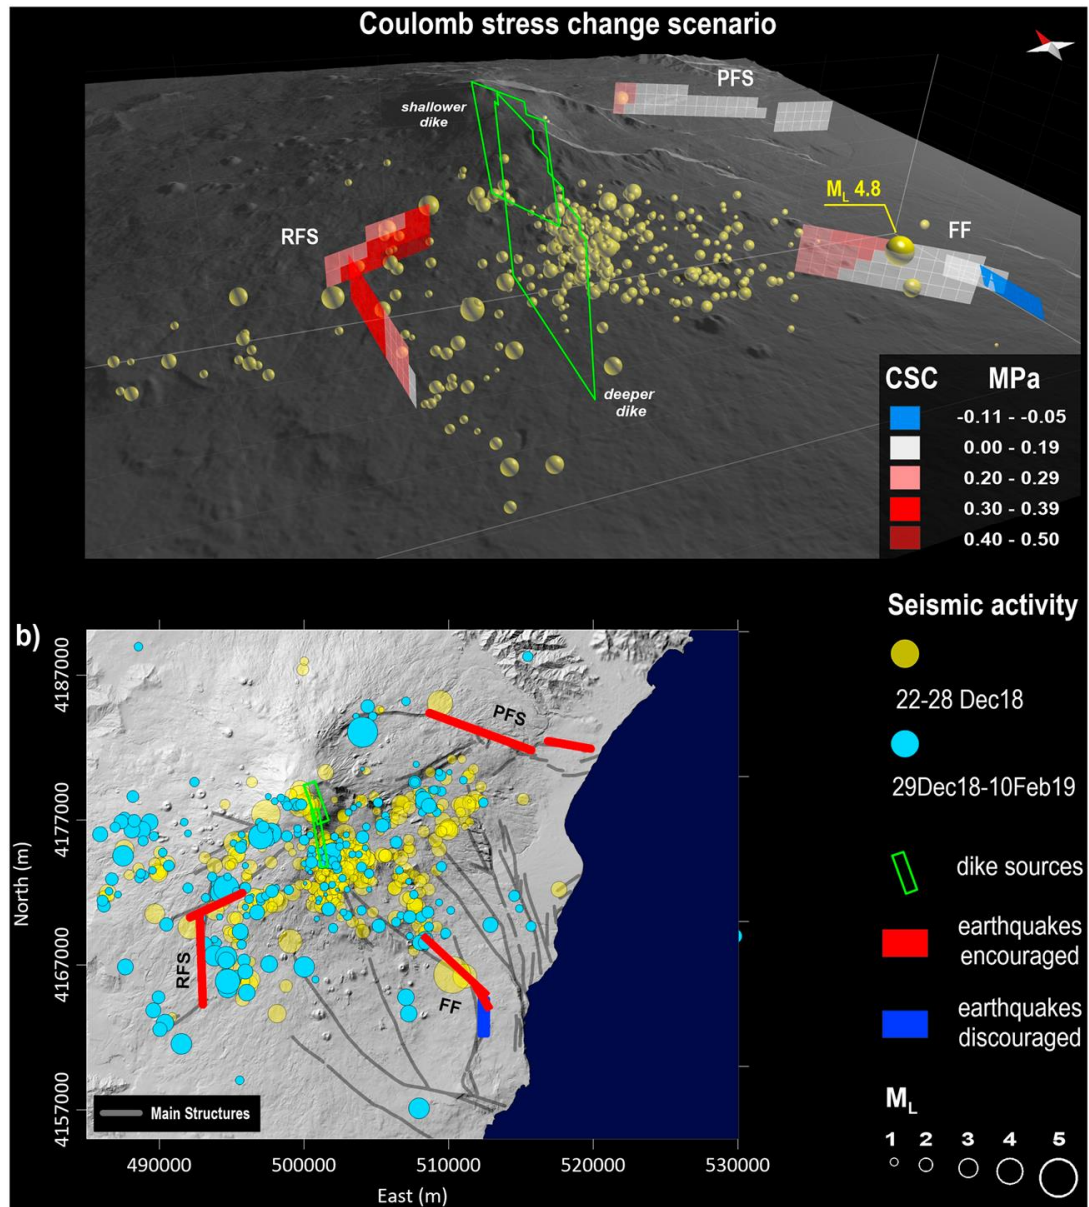 Coulomb stress change scenario
PFS
shallower
dike
M_L 4.8
RFS
FF
deeper
dike
CSC MPa
-0.11 - -0.05
0.00 - 0.19
0.20 - 0.29
0.30 - 0.39
0.40 - 0.50
b)
Seismic activity
22-28 Dec18
29Dec18-10Feb19
dike sources
earthquakes
encouraged
earthquakes
discouraged
M_L
1 2 3 4 5
North (m)
4187000
4177000
4167000
4157000
PFS
RFS
FF
Main Structures
490000 500000 510000 520000 530000
East (m)